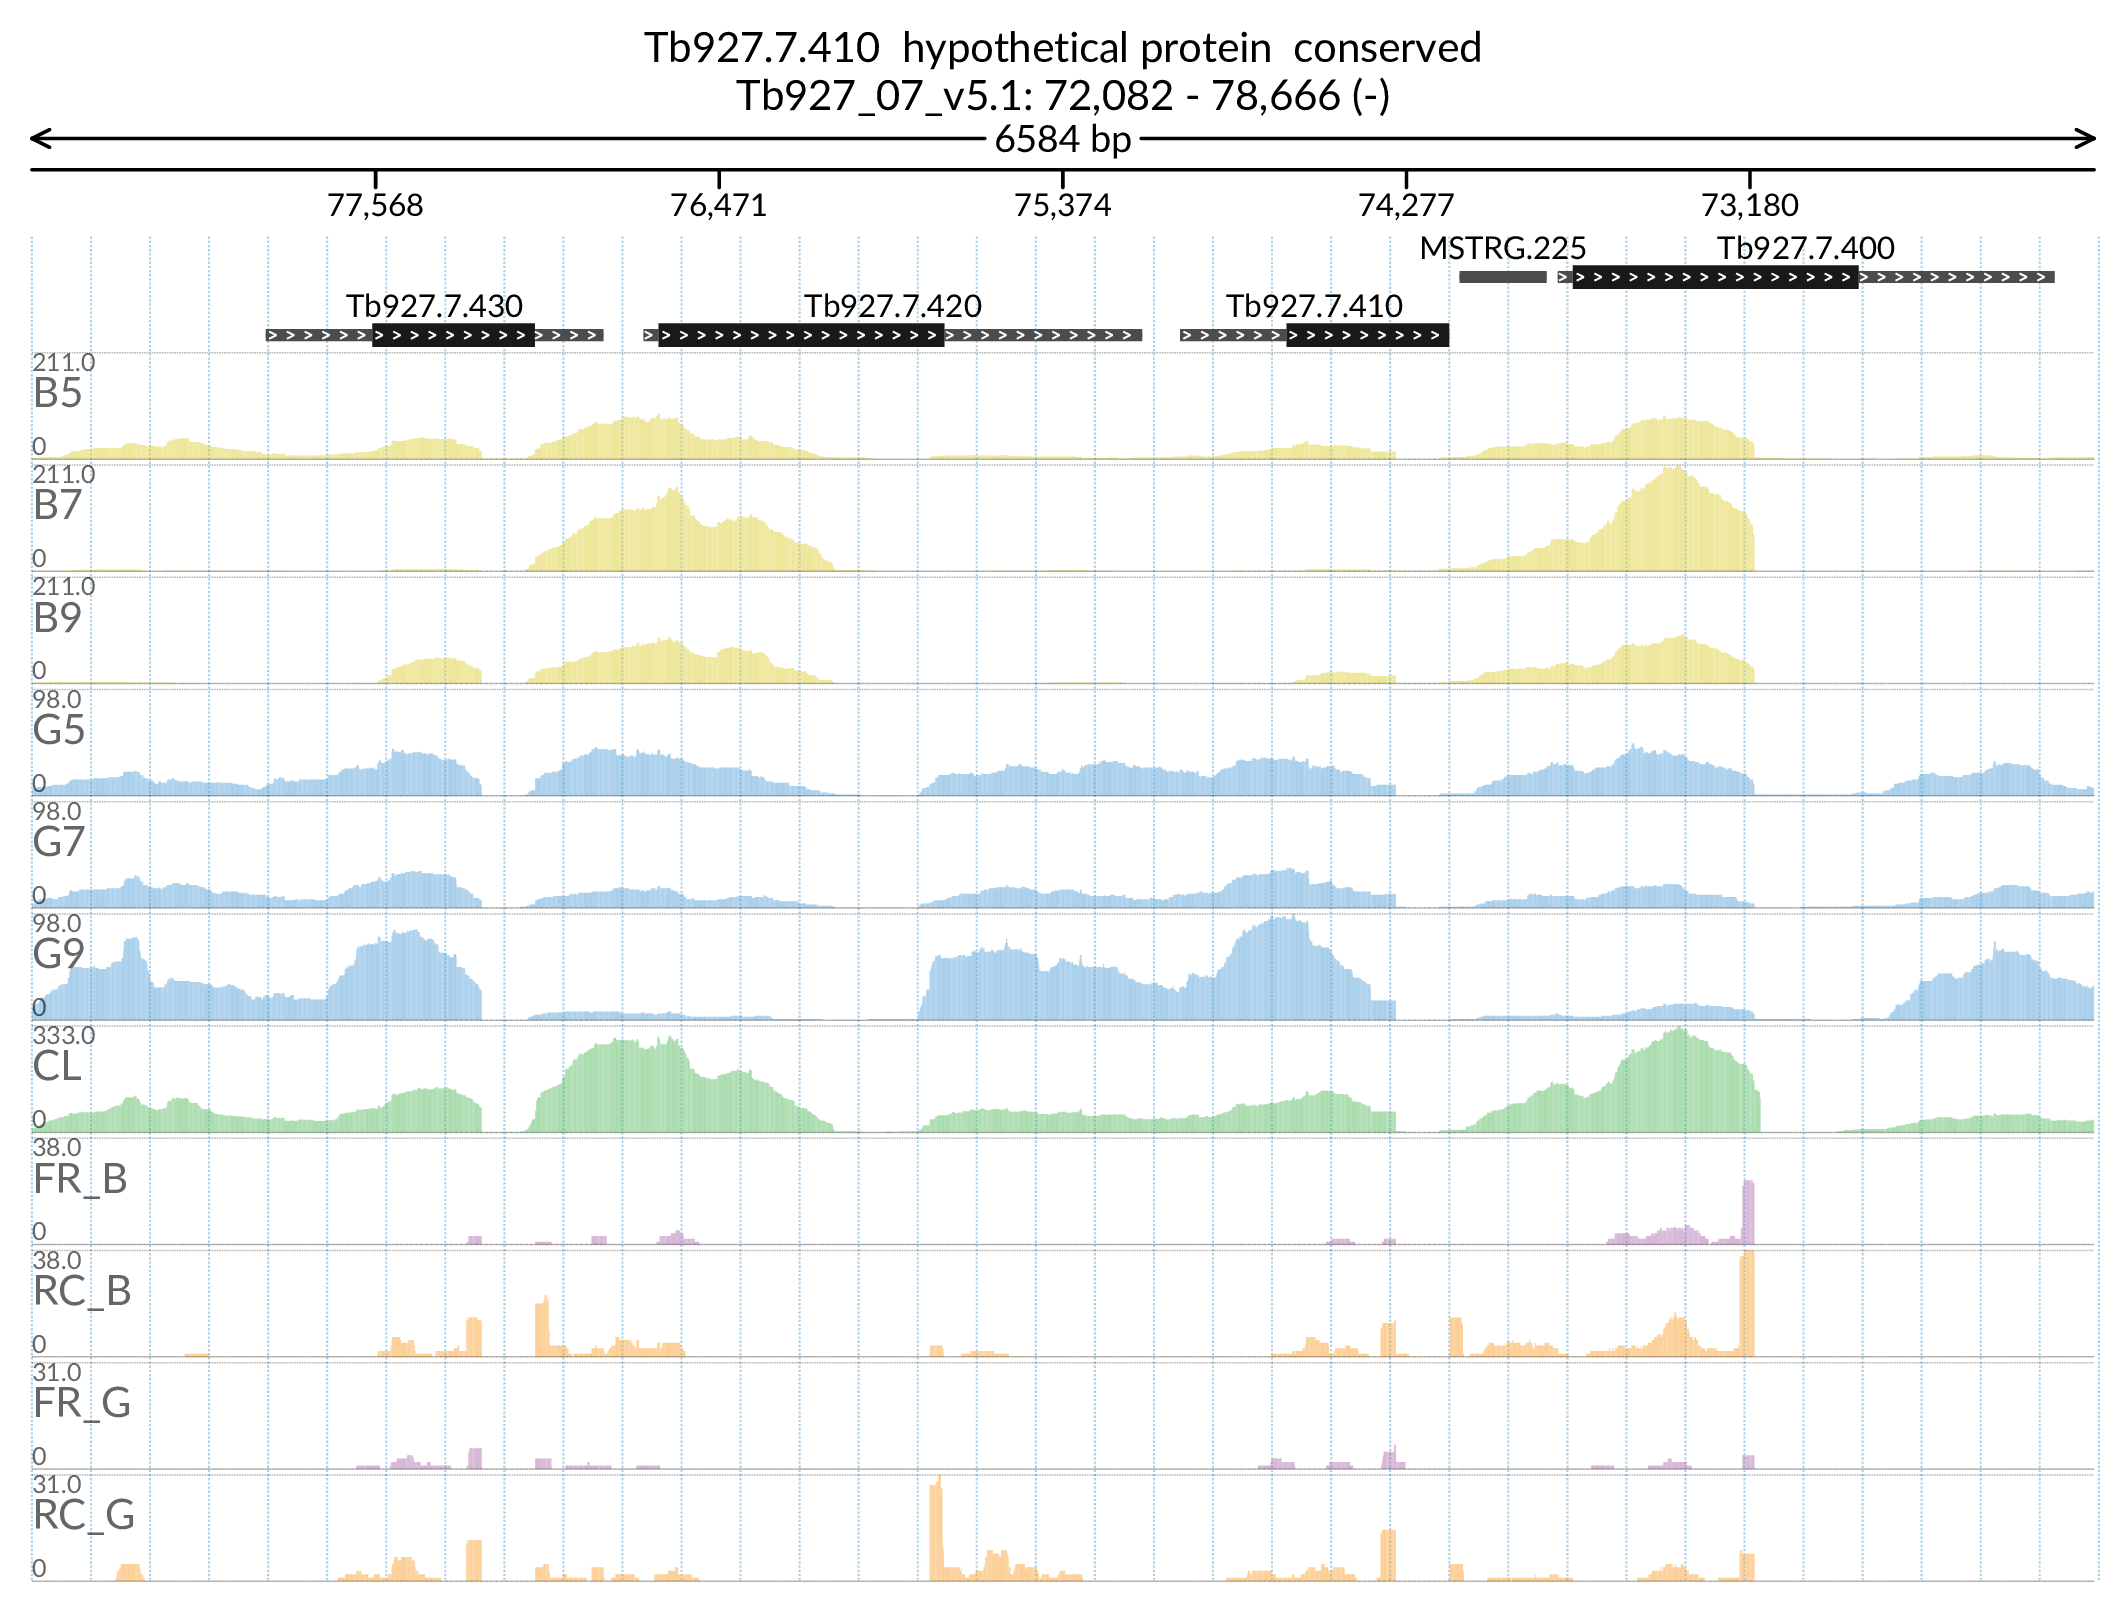 Tb927.7.410 hypothetical protein conserved
Tb927_07_v5.1: 72,082 - 78,666 (-)
6584 bp
77,568 76,471 75,374 74,277 73,180
MSTRG.225 Tb927.7.400
Tb927.7.430 Tb927.7.420 Tb927.7.410
211.0
B5
0
211.0
B7
0
211.0
B9
0
98.0
G5
0
98.0
G7
0
98.0
G9
0
333.0
CL
0
38.0
FR_B
0
38.0
RC_B
0
31.0
FR_G
0
31.0
RC_G
0